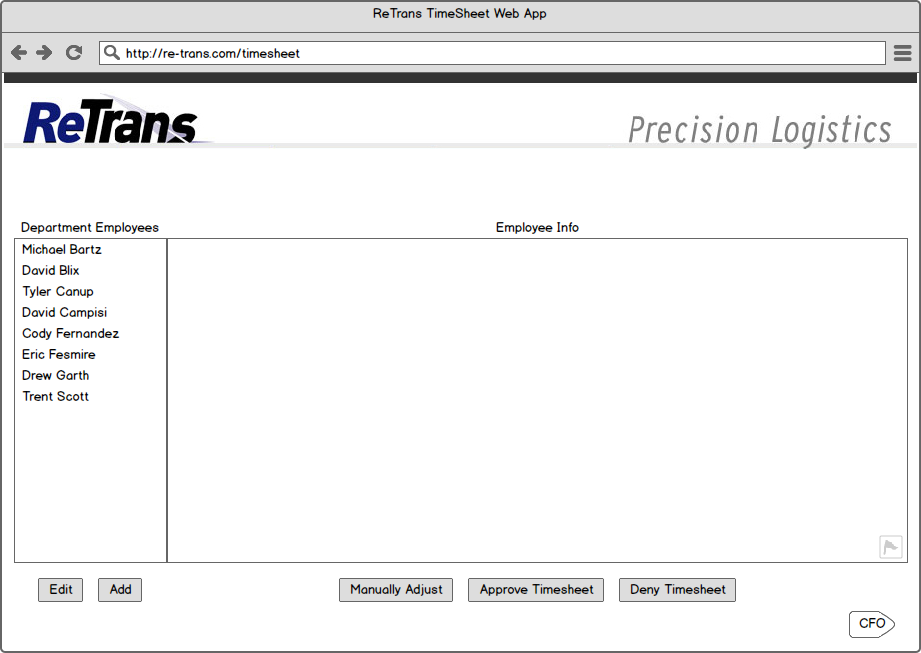 ReTrans TimeSheet Web App
http://re-trans.com/timesheet
ReTrans
Precision Logistics
Department Employees
Employee Info
Michael Bartz
David Blix
Tyler Canup
David Campisi
Cody Fernandez
Eric Fesmire
Drew Garth
Trent Scott
Edit
Add
Manually Adjust
Approve Timesheet
Deny Timesheet
CFO